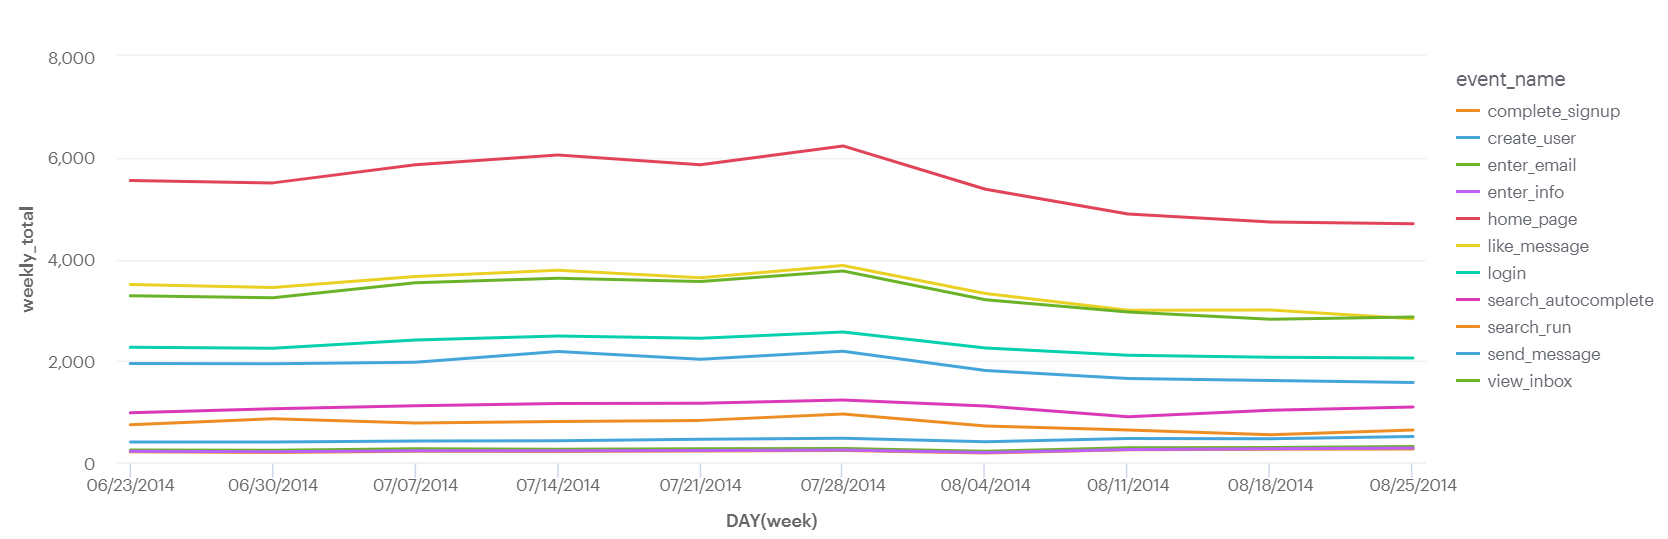 8,000
6,000
4,000
2,000
0
weekly_total
06/23/2014 06/30/2014 07/07/2014 07/14/2014 07/21/2014 07/28/2014 08/04/2014 08/11/2014 08/18/2014 08/25/2014
DAY(week)
event_name
complete_signup
create_user
enter_email
enter_info
home_page
like_message
login
search_autocomplete
search_run
send_message
view_inbox